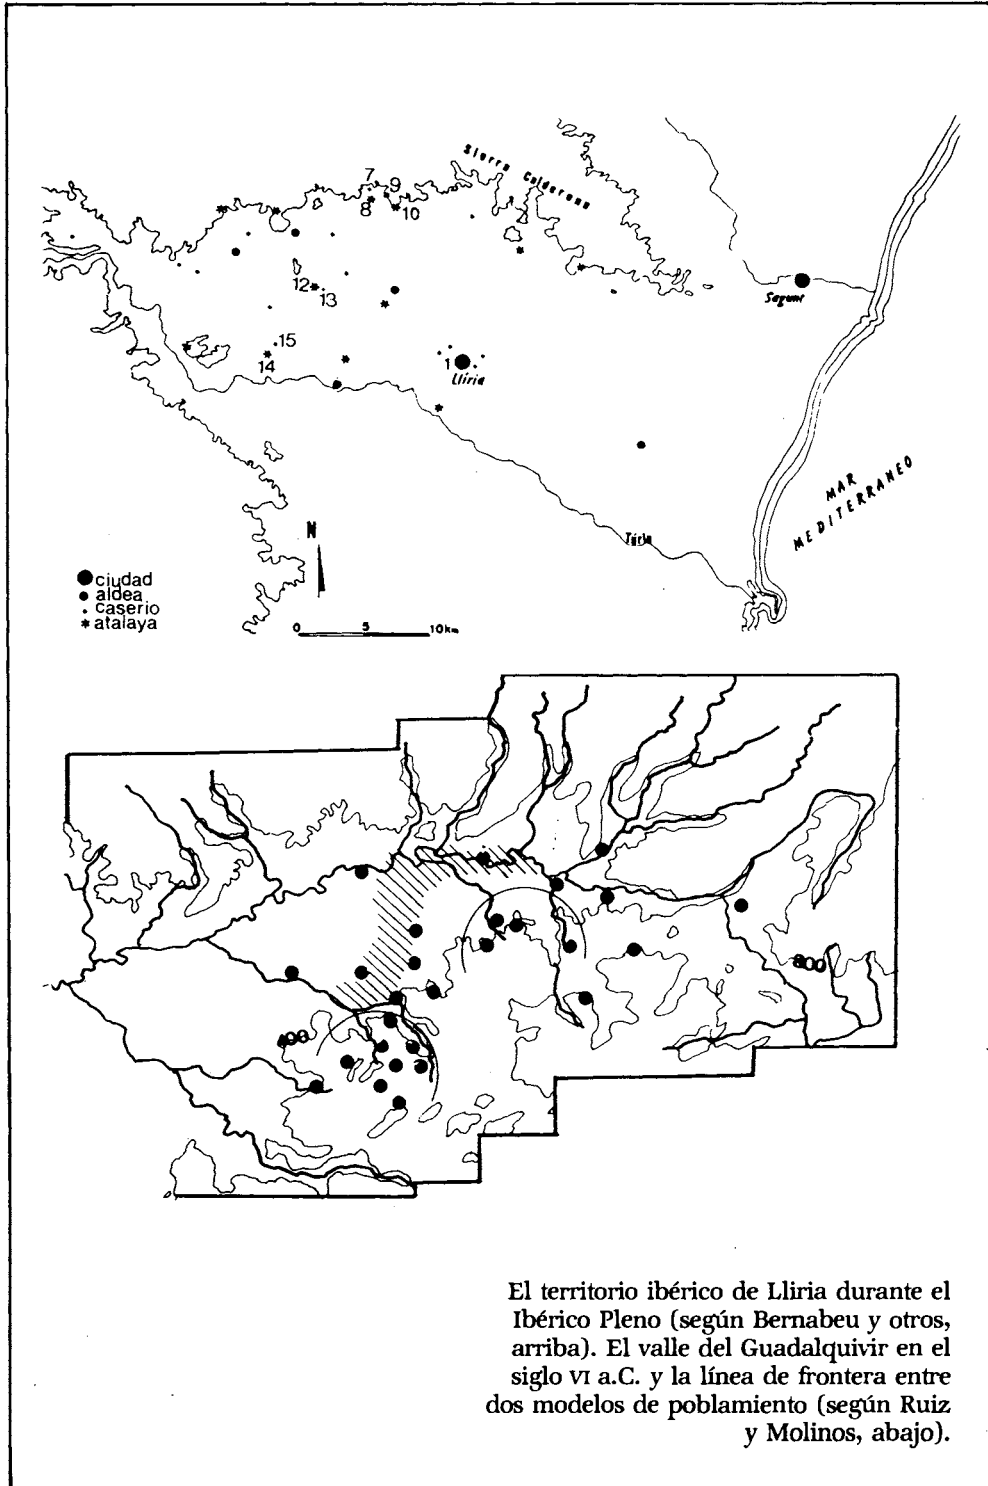 Sierra Calderona
7
9
8
10
12
13
Sagunt
15
1
14
Llíria
MAR
MEDITERRANEO
N
Túria
ciudad
aldea
caserio
atalaya
0 5 10km
800
400
El territorio ibérico de Lliria durante el
Ibérico Pleno (según Bernabeu y otros,
arriba). El valle del Guadalquivir en el
siglo VI a.C. y la línea de frontera entre
dos modelos de poblamiento (según Ruiz
y Molinos, abajo).